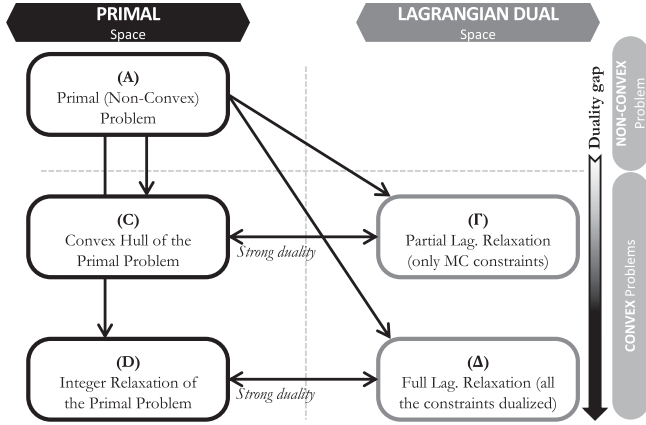 PRIMAL
Space
LAGRANGIAN DUAL
Space
(A)
Primal (Non-Convex)
Problem
Duality gap
NON-CONVEX
Problem
(C)
Convex Hull of the
Primal Problem
Strong duality
(Γ)
Partial Lag. Relaxation
(only MC constraints)
CONVEX Problems
(D)
Integer Relaxation of
the Primal Problem
Strong duality
(Δ)
Full Lag. Relaxation (all
the constraints dualized)